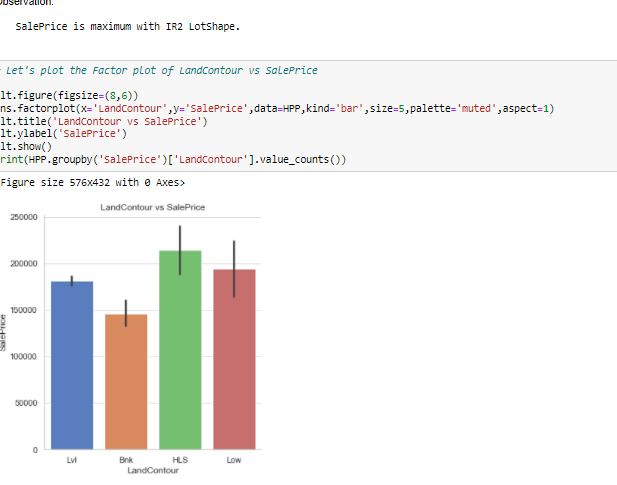 Observation:
SalePrice is maximum with IR2 LotShape.
Let's plot the Factor plot of LandContour vs SalePrice
lt.figure(figsize=(8,6))
ns.factorplot(x='LandContour',y='SalePrice',data=HPP,kind='bar',size=5,palette='muted',aspect=1)
lt.title('LandContour vs SalePrice')
lt.ylabel('SalePrice')
lt.show()
rint(HPP.groupby('SalePrice')['LandContour'].value_counts())
Figure size 576x432 with 0 Axes>
LandContour vs SalePrice
250000
200000
150000
100000
50000
0
SalePrice
Lvl Bnk HLS Low
LandContour